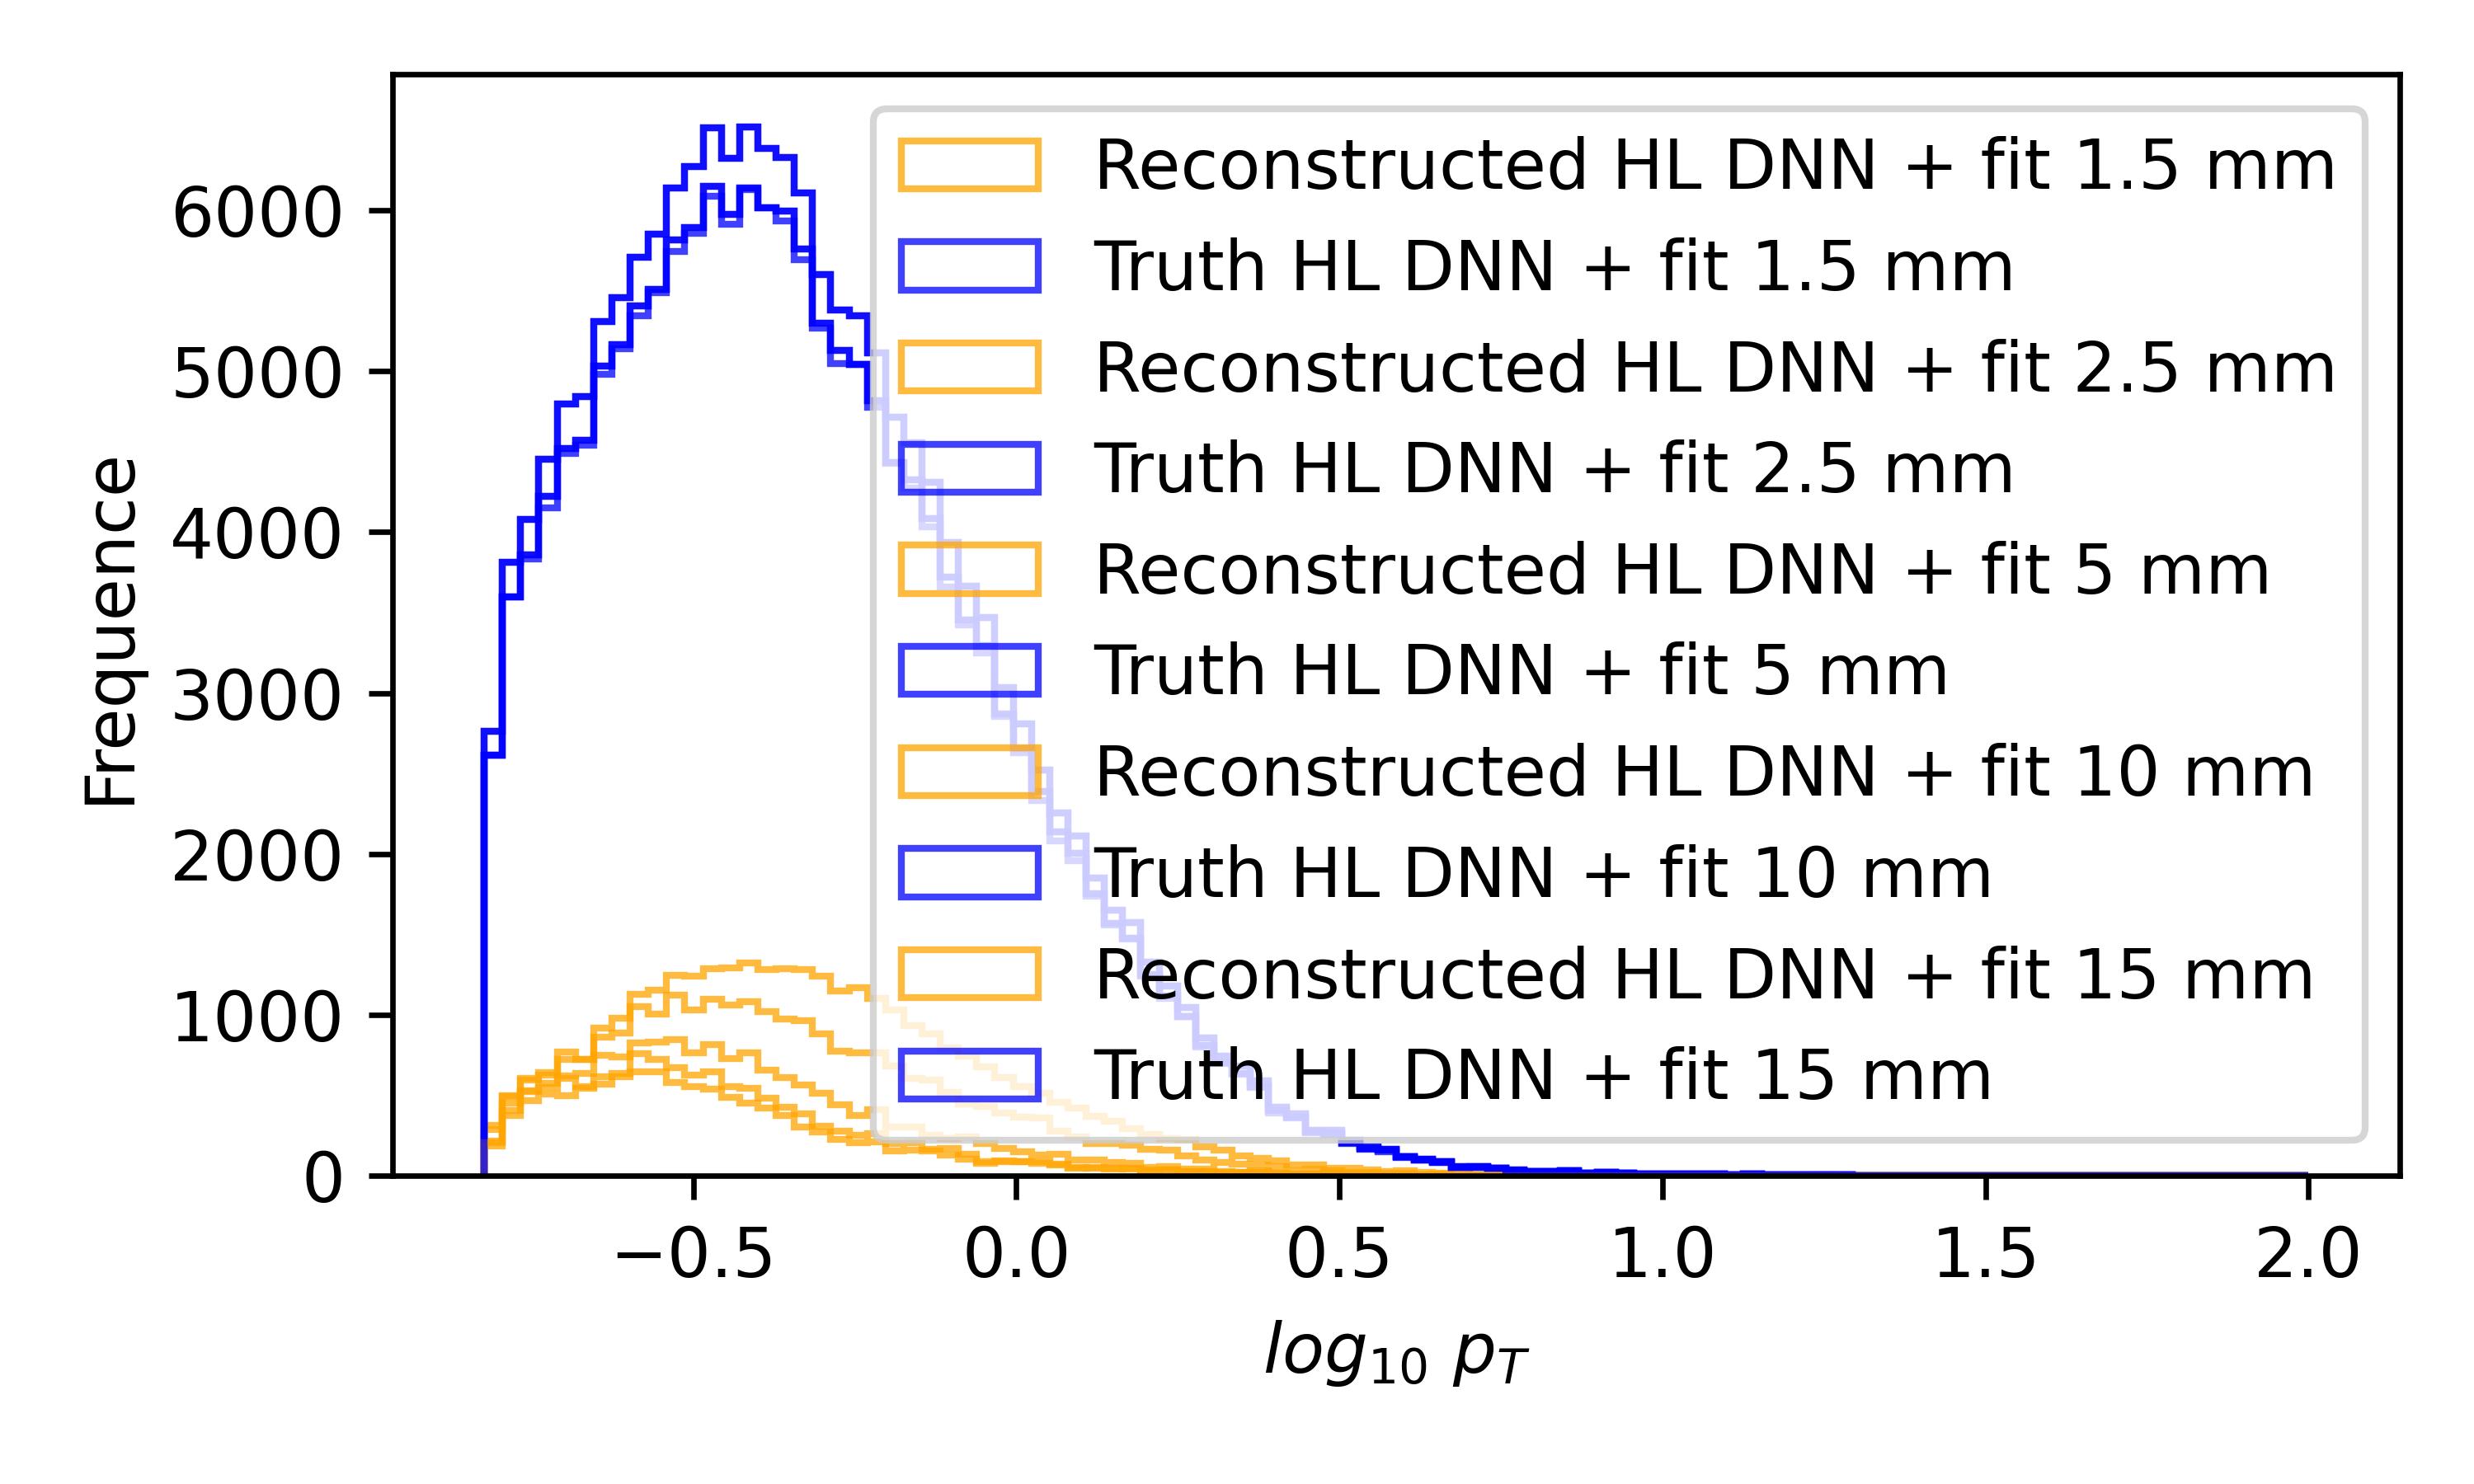 Reconstructed HL DNN + fit 1.5 mm
Truth HL DNN + fit 1.5 mm
Reconstructed HL DNN + fit 2.5 mm
Truth HL DNN + fit 2.5 mm
Reconstructed HL DNN + fit 5 mm
Truth HL DNN + fit 5 mm
Reconstructed HL DNN + fit 10 mm
Truth HL DNN + fit 10 mm
Reconstructed HL DNN + fit 15 mm
Truth HL DNN + fit 15 mm
Frequence
6000
5000
4000
3000
2000
1000
0
−0.5 0.0 0.5 1.0 1.5 2.0
log₁₀ p_T